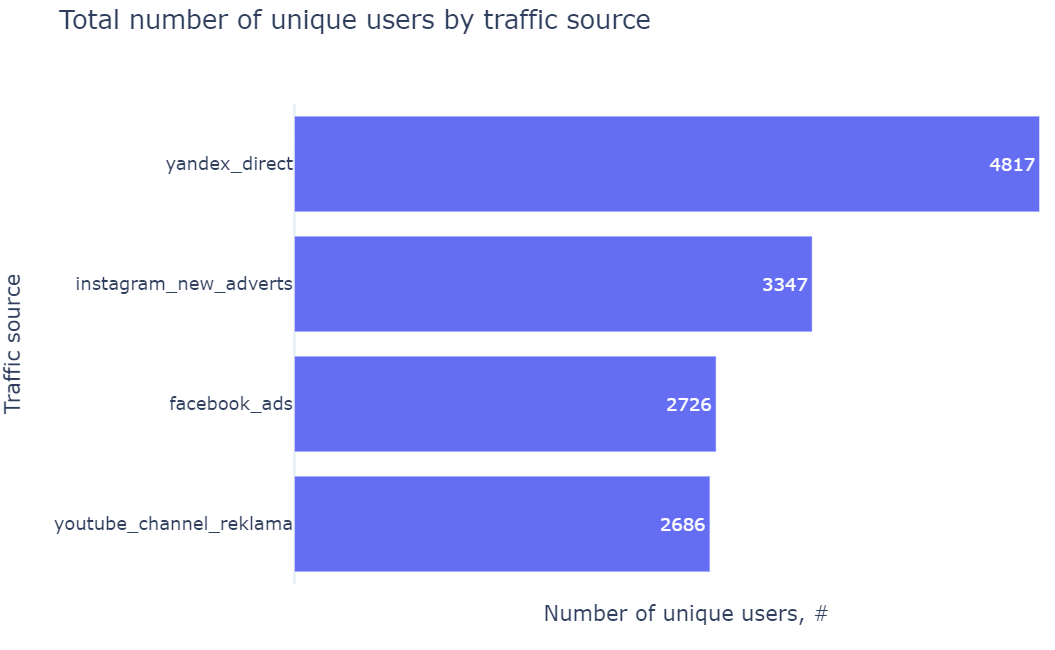 Total number of unique users by traffic source
yandex_direct
4817
instagram_new_adverts
3347
facebook_ads
2726
youtube_channel_reklama
2686
Traffic source
Number of unique users, #